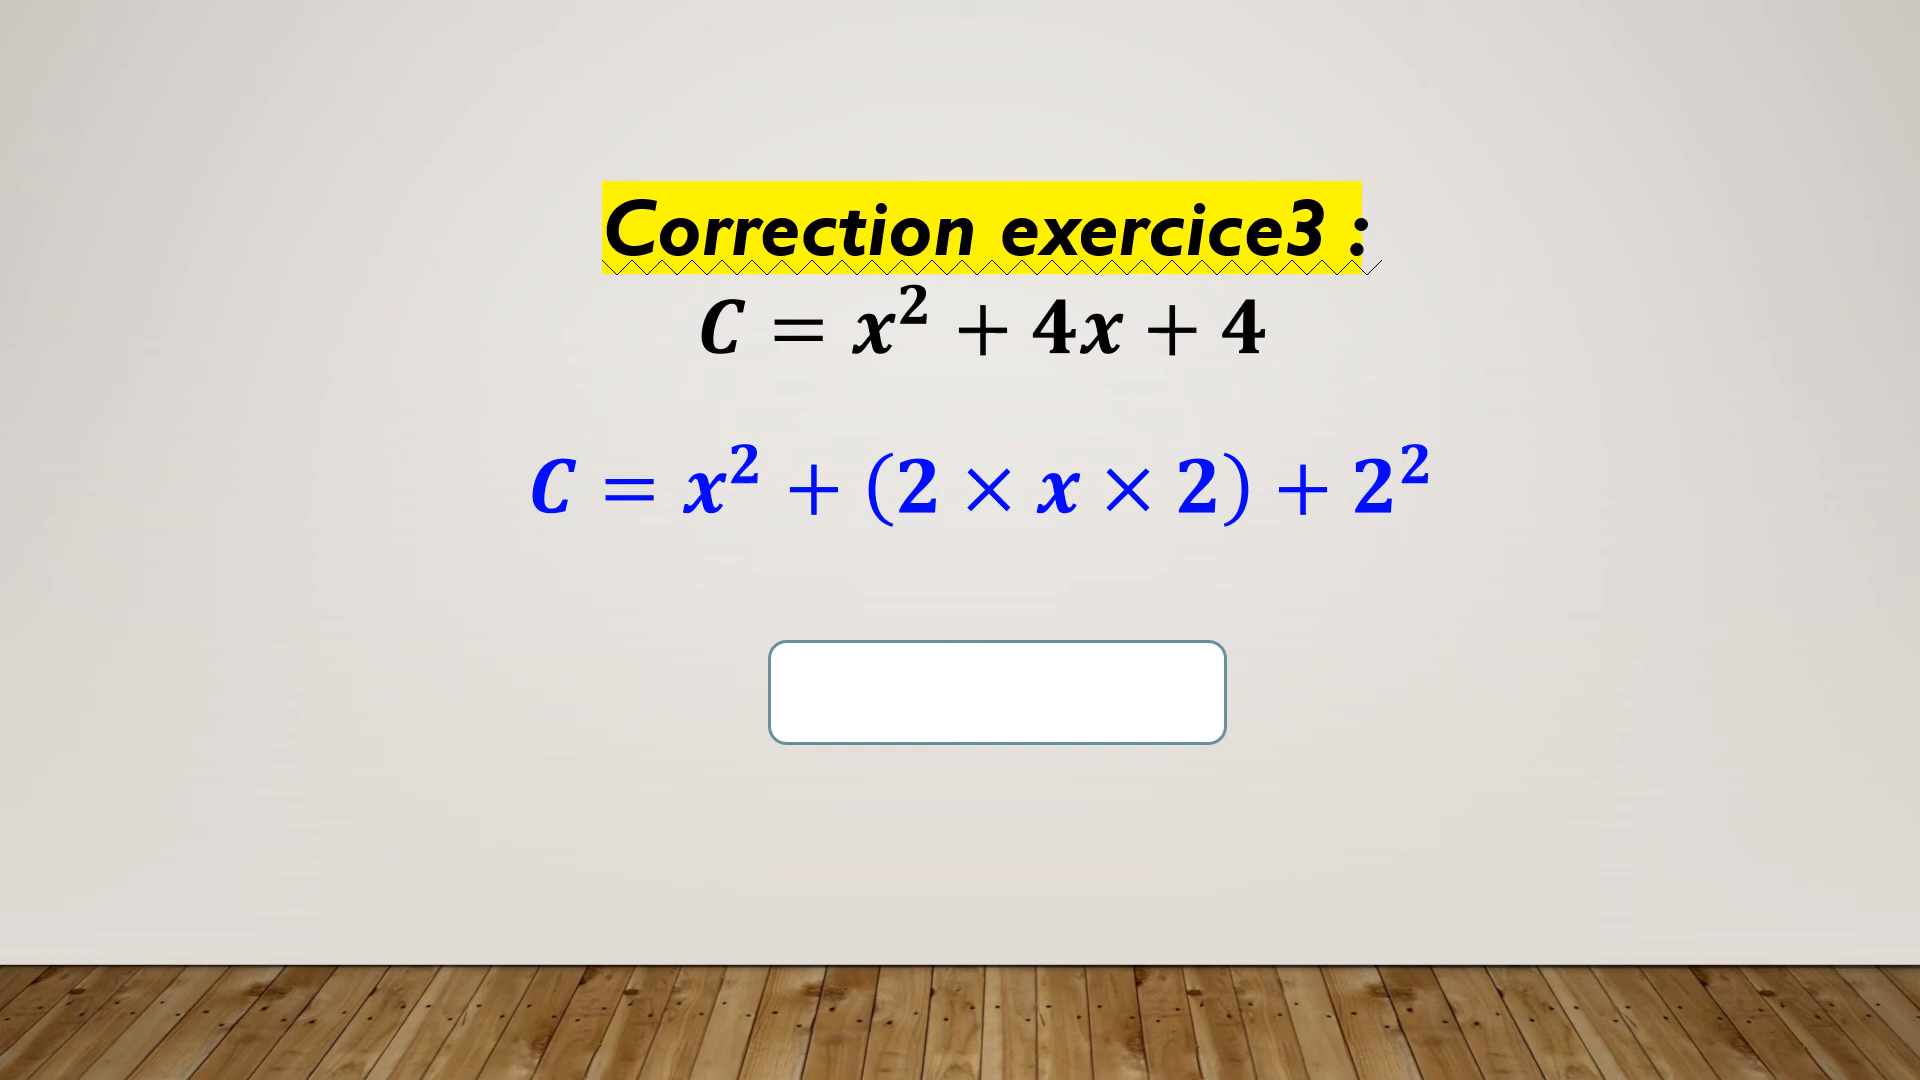 Correction exercice3 :
C = x² + 4x + 4
C = x² + (2 × x × 2) + 2²